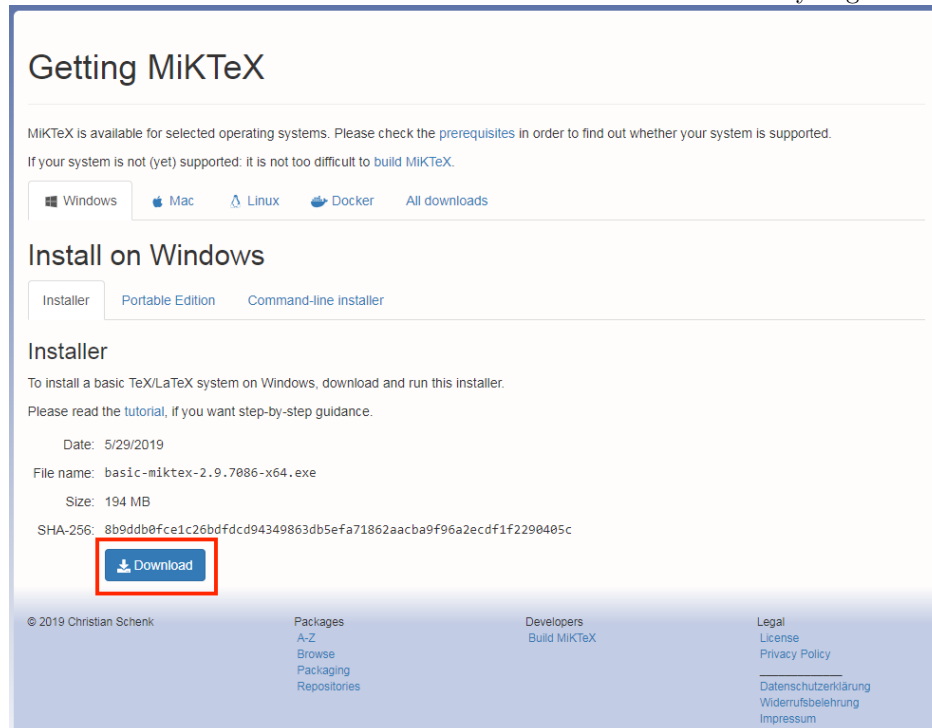 Getting MiKTeX
MiKTeX is available for selected operating systems. Please check the prerequisites in order to find out whether your system is supported.
If your system is not (yet) supported: it is not too difficult to build MiKTeX.
Windows Mac Linux Docker All downloads
Install on Windows
Installer Portable Edition Command-line installer
Installer
To install a basic TeX/LaTeX system on Windows, download and run this installer.
Please read the tutorial, if you want step-by-step guidance.
Date: 5/29/2019
File name: basic-miktex-2.9.7086-x64.exe
Size: 194 MB
SHA-256: 8b9ddb0fce1c26bdfdcd94349863db5efa71862aacba9f96a2ecdf1f2290405c
Download
© 2019 Christian Schenk
Packages
A-Z
Browse
Packaging
Repositories
Developers
Build MiKTeX
Legal
License
Privacy Policy
Datenschutzerklärung
Widerrufsbelehrung
Impressum